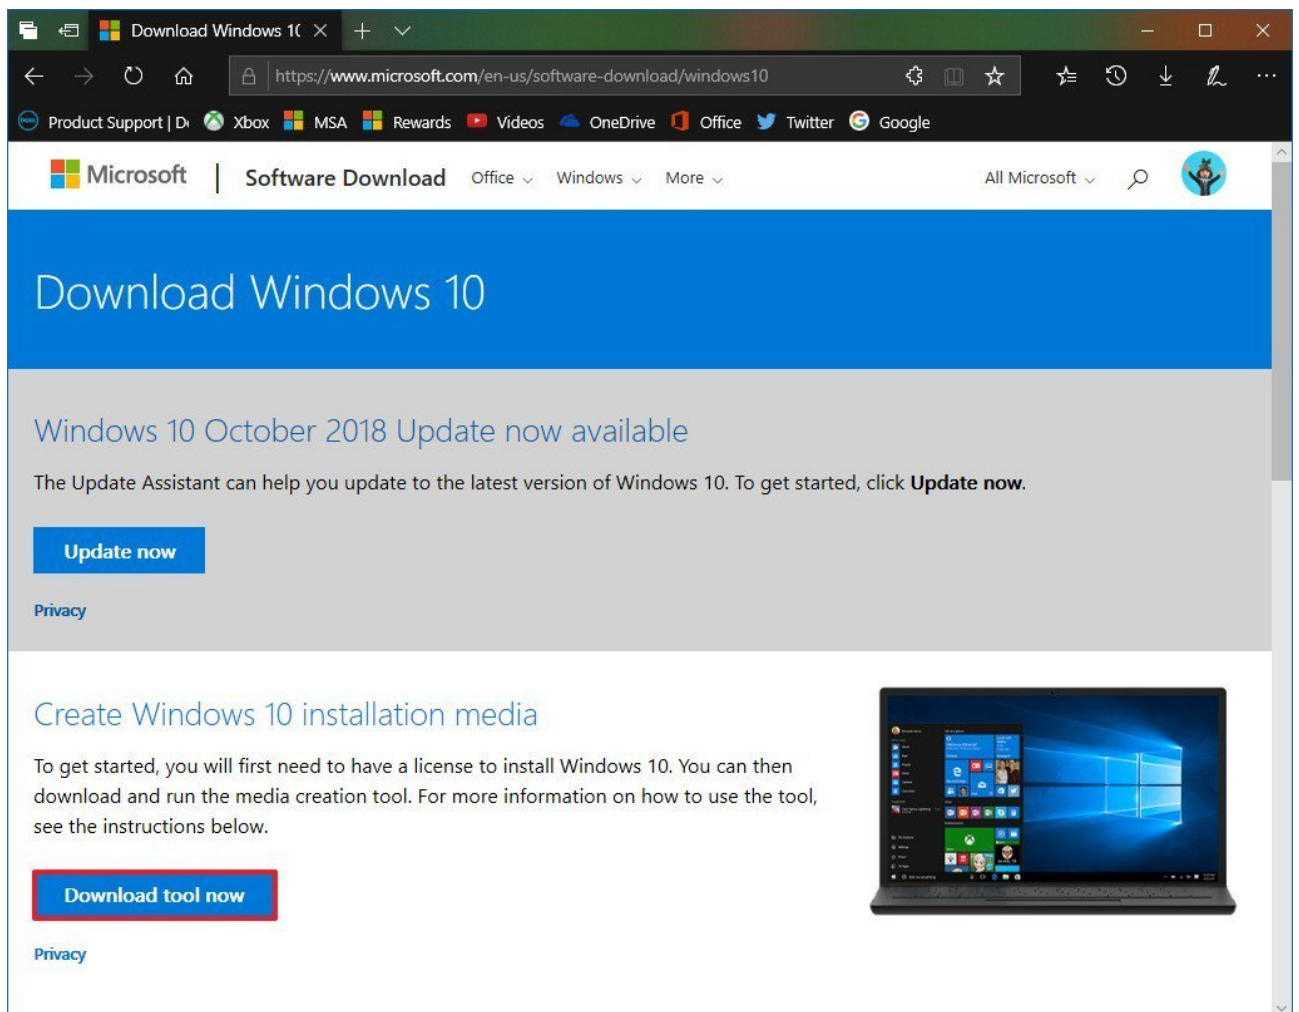 Download Windows 1(
https://www.microsoft.com/en-us/software-download/windows10
Product Support | D
Xbox
MSA
Rewards
Videos
OneDrive
Office
Twitter
Google
Microsoft | Software Download Office Windows More All Microsoft
Download Windows 10
Windows 10 October 2018 Update now available
The Update Assistant can help you update to the latest version of Windows 10. To get started, click Update now.
Update now
Privacy
Create Windows 10 installation media
To get started, you will first need to have a license to install Windows 10. You can then
download and run the media creation tool. For more information on how to use the tool,
see the instructions below.
Download tool now
Privacy